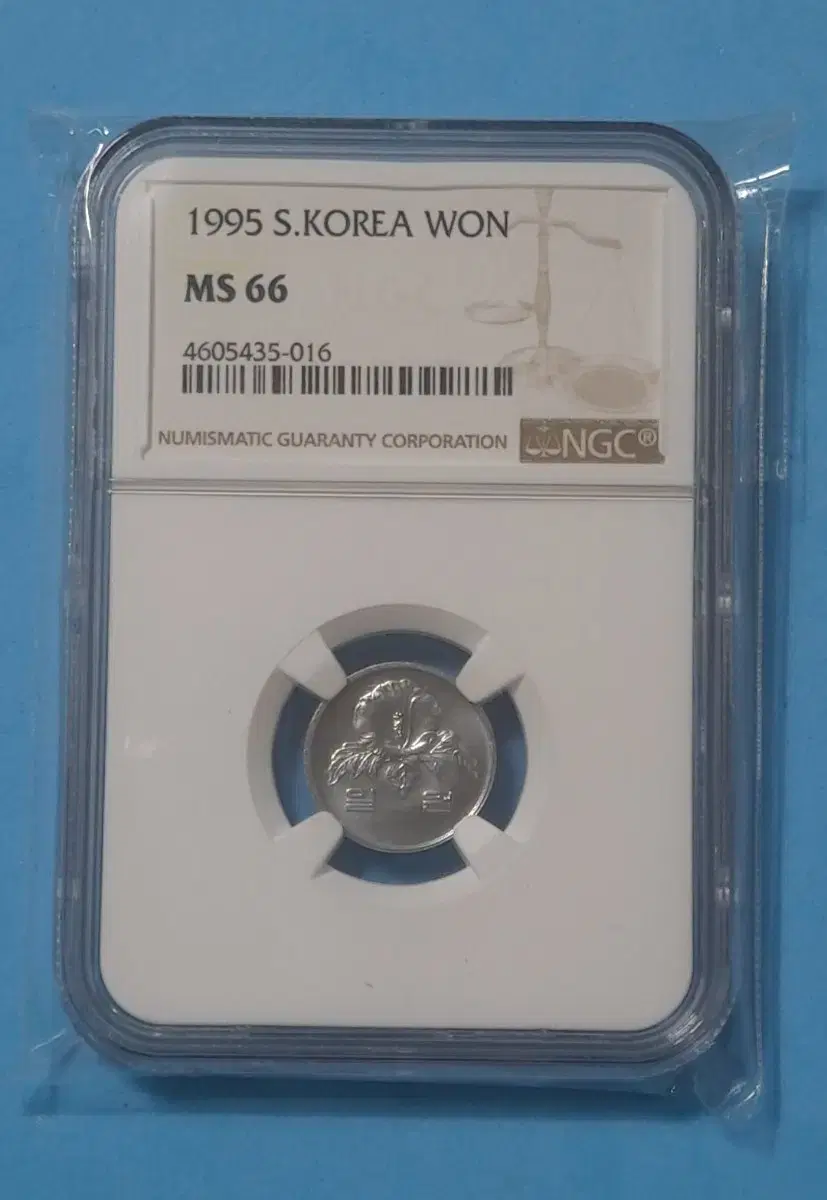 1995 S.KOREA WON
MS 66
4605435-016
NUMISMATIC GUARANTY CORPORATION NGC®
일 원